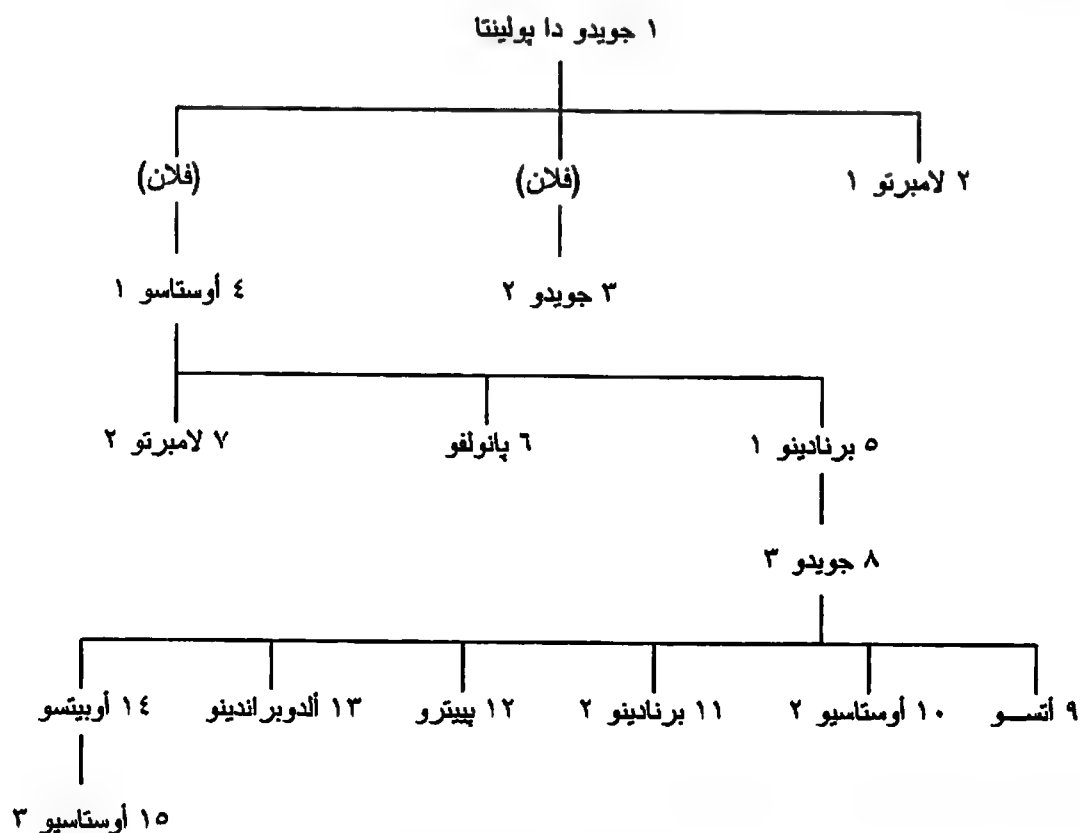 ١ جويدو دا پولينتا
٢ لامبرتو ١ (فلان) (فلان)
٣ جويدو ٢ ٤ أوستاسو ١
٥ برنادينو ١ ٦ پانولفو ٧ لامبرتو ٢
٨ جويدو ٣
٩ أتســو ١٠ أوستاسيو ٢ ١١ برنادينو ٢ ١٢ پييترو ١٣ ألدوبراندينو ١٤ أوبيتسو
١٥ أوستاسيو ٣